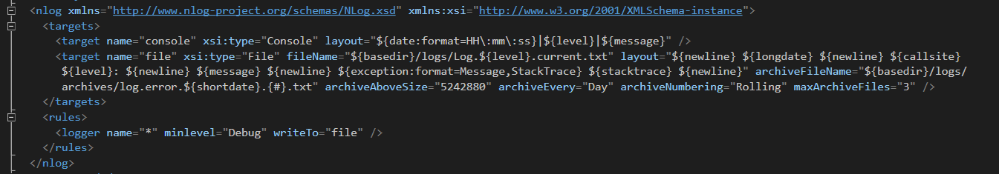 <nlog xmlns="http://www.nlog-project.org/schemas/NLog.xsd" xmlns:xsi="http://www.w3.org/2001/XMLSchema-instance">
<targets>
<target name="console" xsi:type="Console" layout="${date:format=HH\:mm\:ss}|${level}|${message}" />
<target name="file" xsi:type="File" fileName="${basedir}/logs/Log.${level}.current.txt" layout="${newline} ${longdate} ${newline} ${callsite}
${level}: ${newline} ${message} ${newline} ${exception:format=Message,StackTrace} ${stacktrace} ${newline}" archiveFileName="${basedir}/logs/
archives/log.error.${shortdate}.{#}.txt" archiveAboveSize="5242880" archiveEvery="Day" archiveNumbering="Rolling" maxArchiveFiles="3" />
</targets>
<rules>
<logger name="*" minlevel="Debug" writeTo="file" />
</rules>
</nlog>